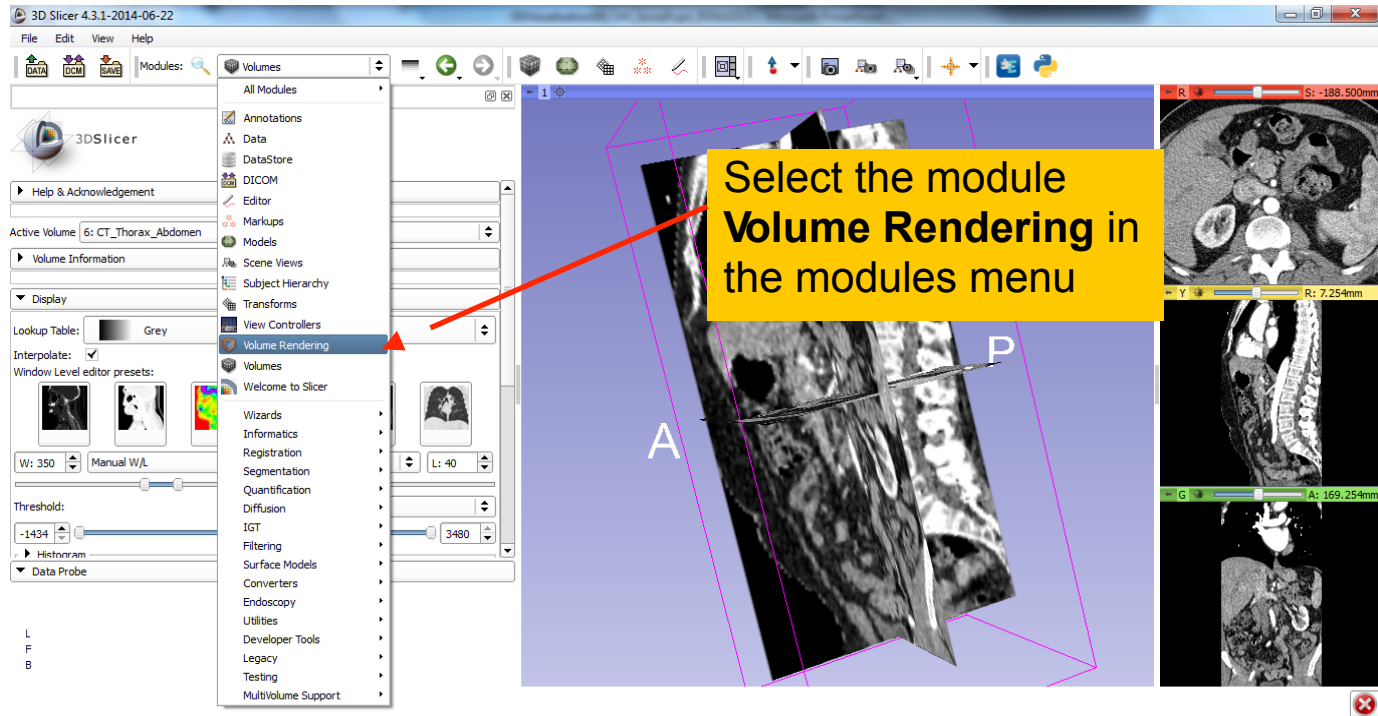 3D Slicer 4.3.1-2014-06-22
File Edit View Help
DATA DCM SAVE Modules: Volumes
All Modules
Annotations
Data
DataStore
DICOM
Editor
Markups
Models
Scene Views
Subject Hierarchy
Transforms
View Controllers
Volume Rendering
Volumes
Welcome to Slicer
Wizards
Informatics
Registration
Segmentation
Quantification
Diffusion
IGT
Filtering
Surface Models
Converters
Endoscopy
Utilities
Developer Tools
Legacy
Testing
MultiVolume Support
3DSlicer
Help & Acknowledgement
Active Volume 6: CT_Thorax_Abdomen
Volume Information
Display
Lookup Table: Grey
Interpolate:
Window Level editor presets:
W: 350 Manual W/L L: 40
Threshold:
-1434 3480
Histogram
Data Probe
L
F
B
1
Select the module
Volume Rendering in
the modules menu
A
P
R S: -188.500mm
Y R: 7.254mm
G A: 169.254mm